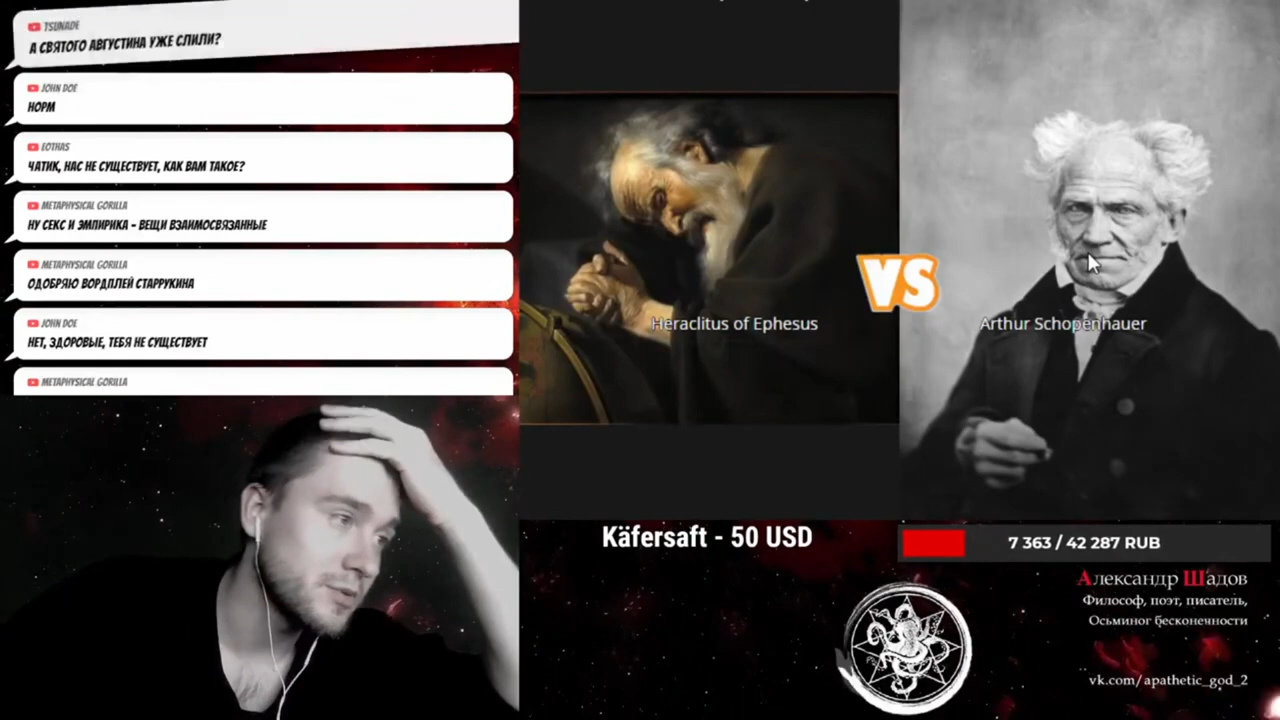 TSUNADE
А СВЯТОГО АВГУСТИНА УЖЕ СЛИЛИ?
JOHN DOE
НОРМ
EOTHAS
ЧАТИК, НАС НЕ СУЩЕСТВУЕТ, КАК ВАМ ТАКОЕ?
METAPHYSICAL GORILLA
НУ СЕКС И ЭМПИРИКА - ВЕЩИ ВЗАИМОСВЯЗАННЫЕ
METAPHYSICAL GORILLA
ОДОБРЯЮ ВОРДПЛЕЙ СТАРРУКИНА
JOHN DOE
НЕТ, ЗДОРОВЫЕ, ТЕБЯ НЕ СУЩЕСТВУЕТ
METAPHYSICAL GORILLA
VS
Heraclitus of Ephesus
Arthur Schopenhauer
Käfersaft - 50 USD
7 363 / 42 287 RUB
Александр Шадов
Философ, поэт, писатель,
Осьминог бесконечности
vk.com/apathetic_god_2